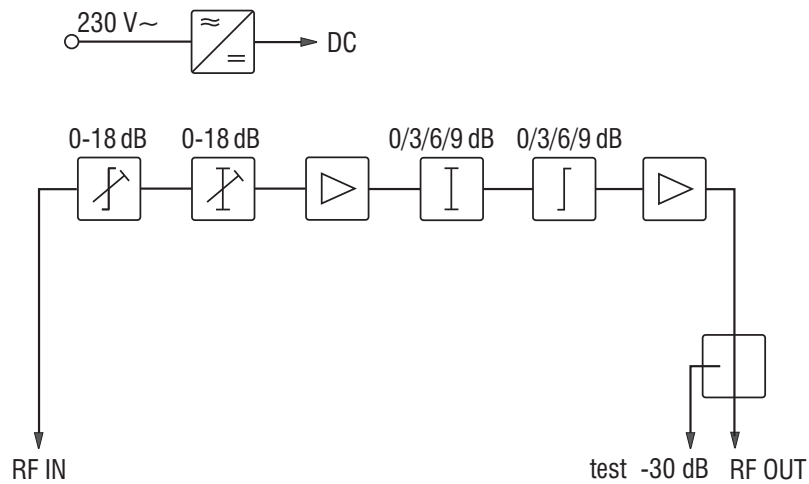 230 V~
DC
0-18 dB 0-18 dB 0/3/6/9 dB 0/3/6/9 dB
RF IN test -30 dB RF OUT